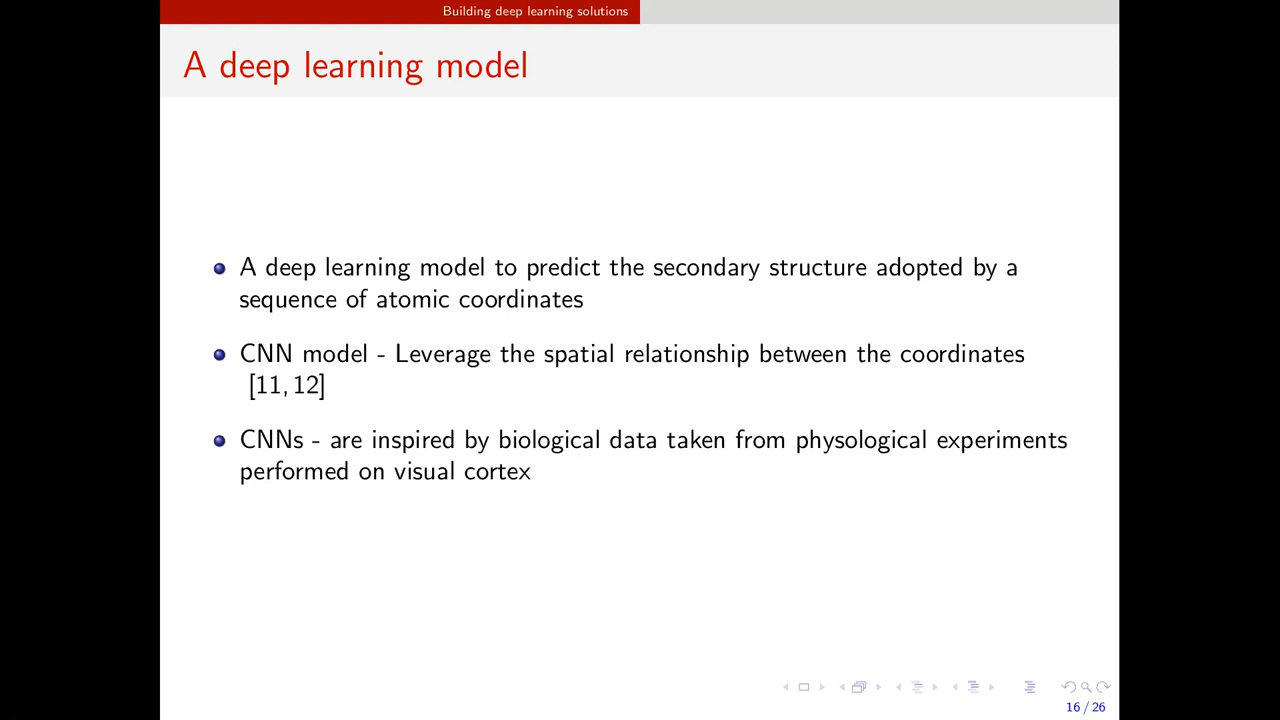 Building deep learning solutions
A deep learning model
A deep learning model to predict the secondary structure adopted by a
sequence of atomic coordinates
CNN model - Leverage the spatial relationship between the coordinates
[11, 12]
CNNs - are inspired by biological data taken from physological experiments
performed on visual cortex
16 / 26